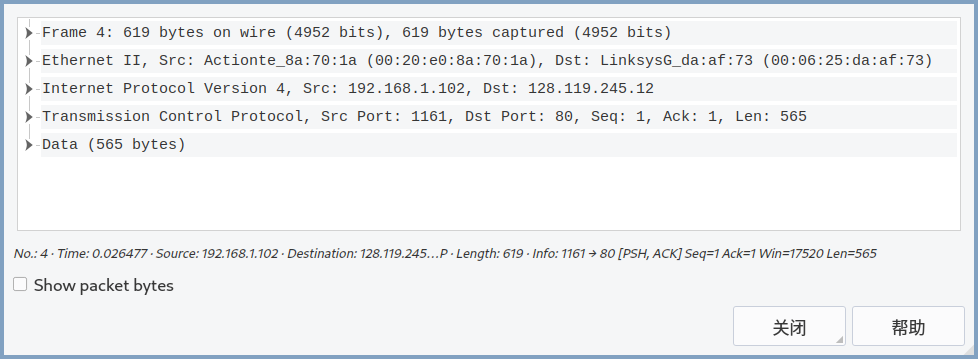 Frame 4: 619 bytes on wire (4952 bits), 619 bytes captured (4952 bits)
Ethernet II, Src: Actionte_8a:70:1a (00:20:e0:8a:70:1a), Dst: LinksysG_da:af:73 (00:06:25:da:af:73)
Internet Protocol Version 4, Src: 192.168.1.102, Dst: 128.119.245.12
Transmission Control Protocol, Src Port: 1161, Dst Port: 80, Seq: 1, Ack: 1, Len: 565
Data (565 bytes)
No.: 4 · Time: 0.026477 · Source: 192.168.1.102 · Destination: 128.119.245…P · Length: 619 · Info: 1161 → 80 [PSH, ACK] Seq=1 Ack=1 Win=17520 Len=565
Show packet bytes
关闭 帮助